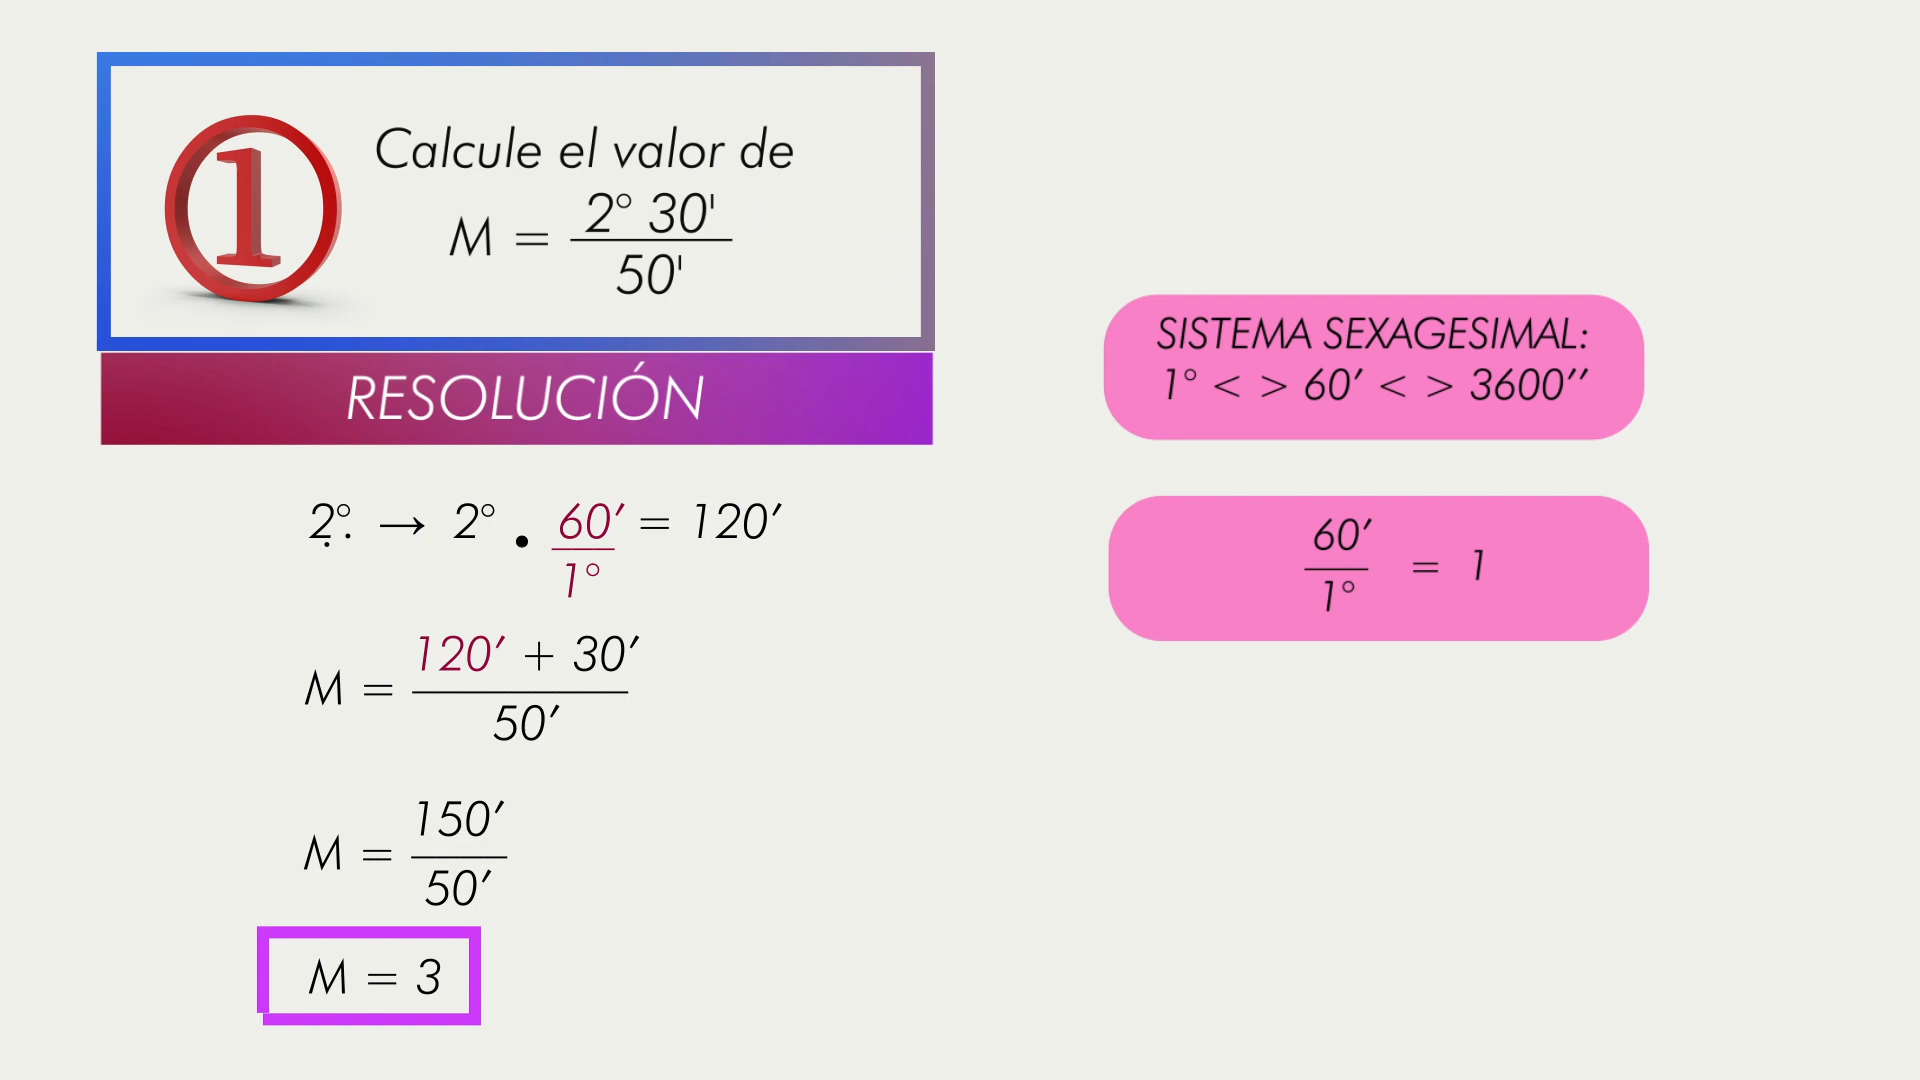 1
Calcule el valor de
M = 2° 30' / 50'
RESOLUCIÓN
2° : → 2° . 60′ / 1° = 120′
M = 120′ + 30′ / 50′
M = 150′ / 50′
M = 3
SISTEMA SEXAGESIMAL:
1° < > 60′ < > 3600′′
60′ / 1° = 1